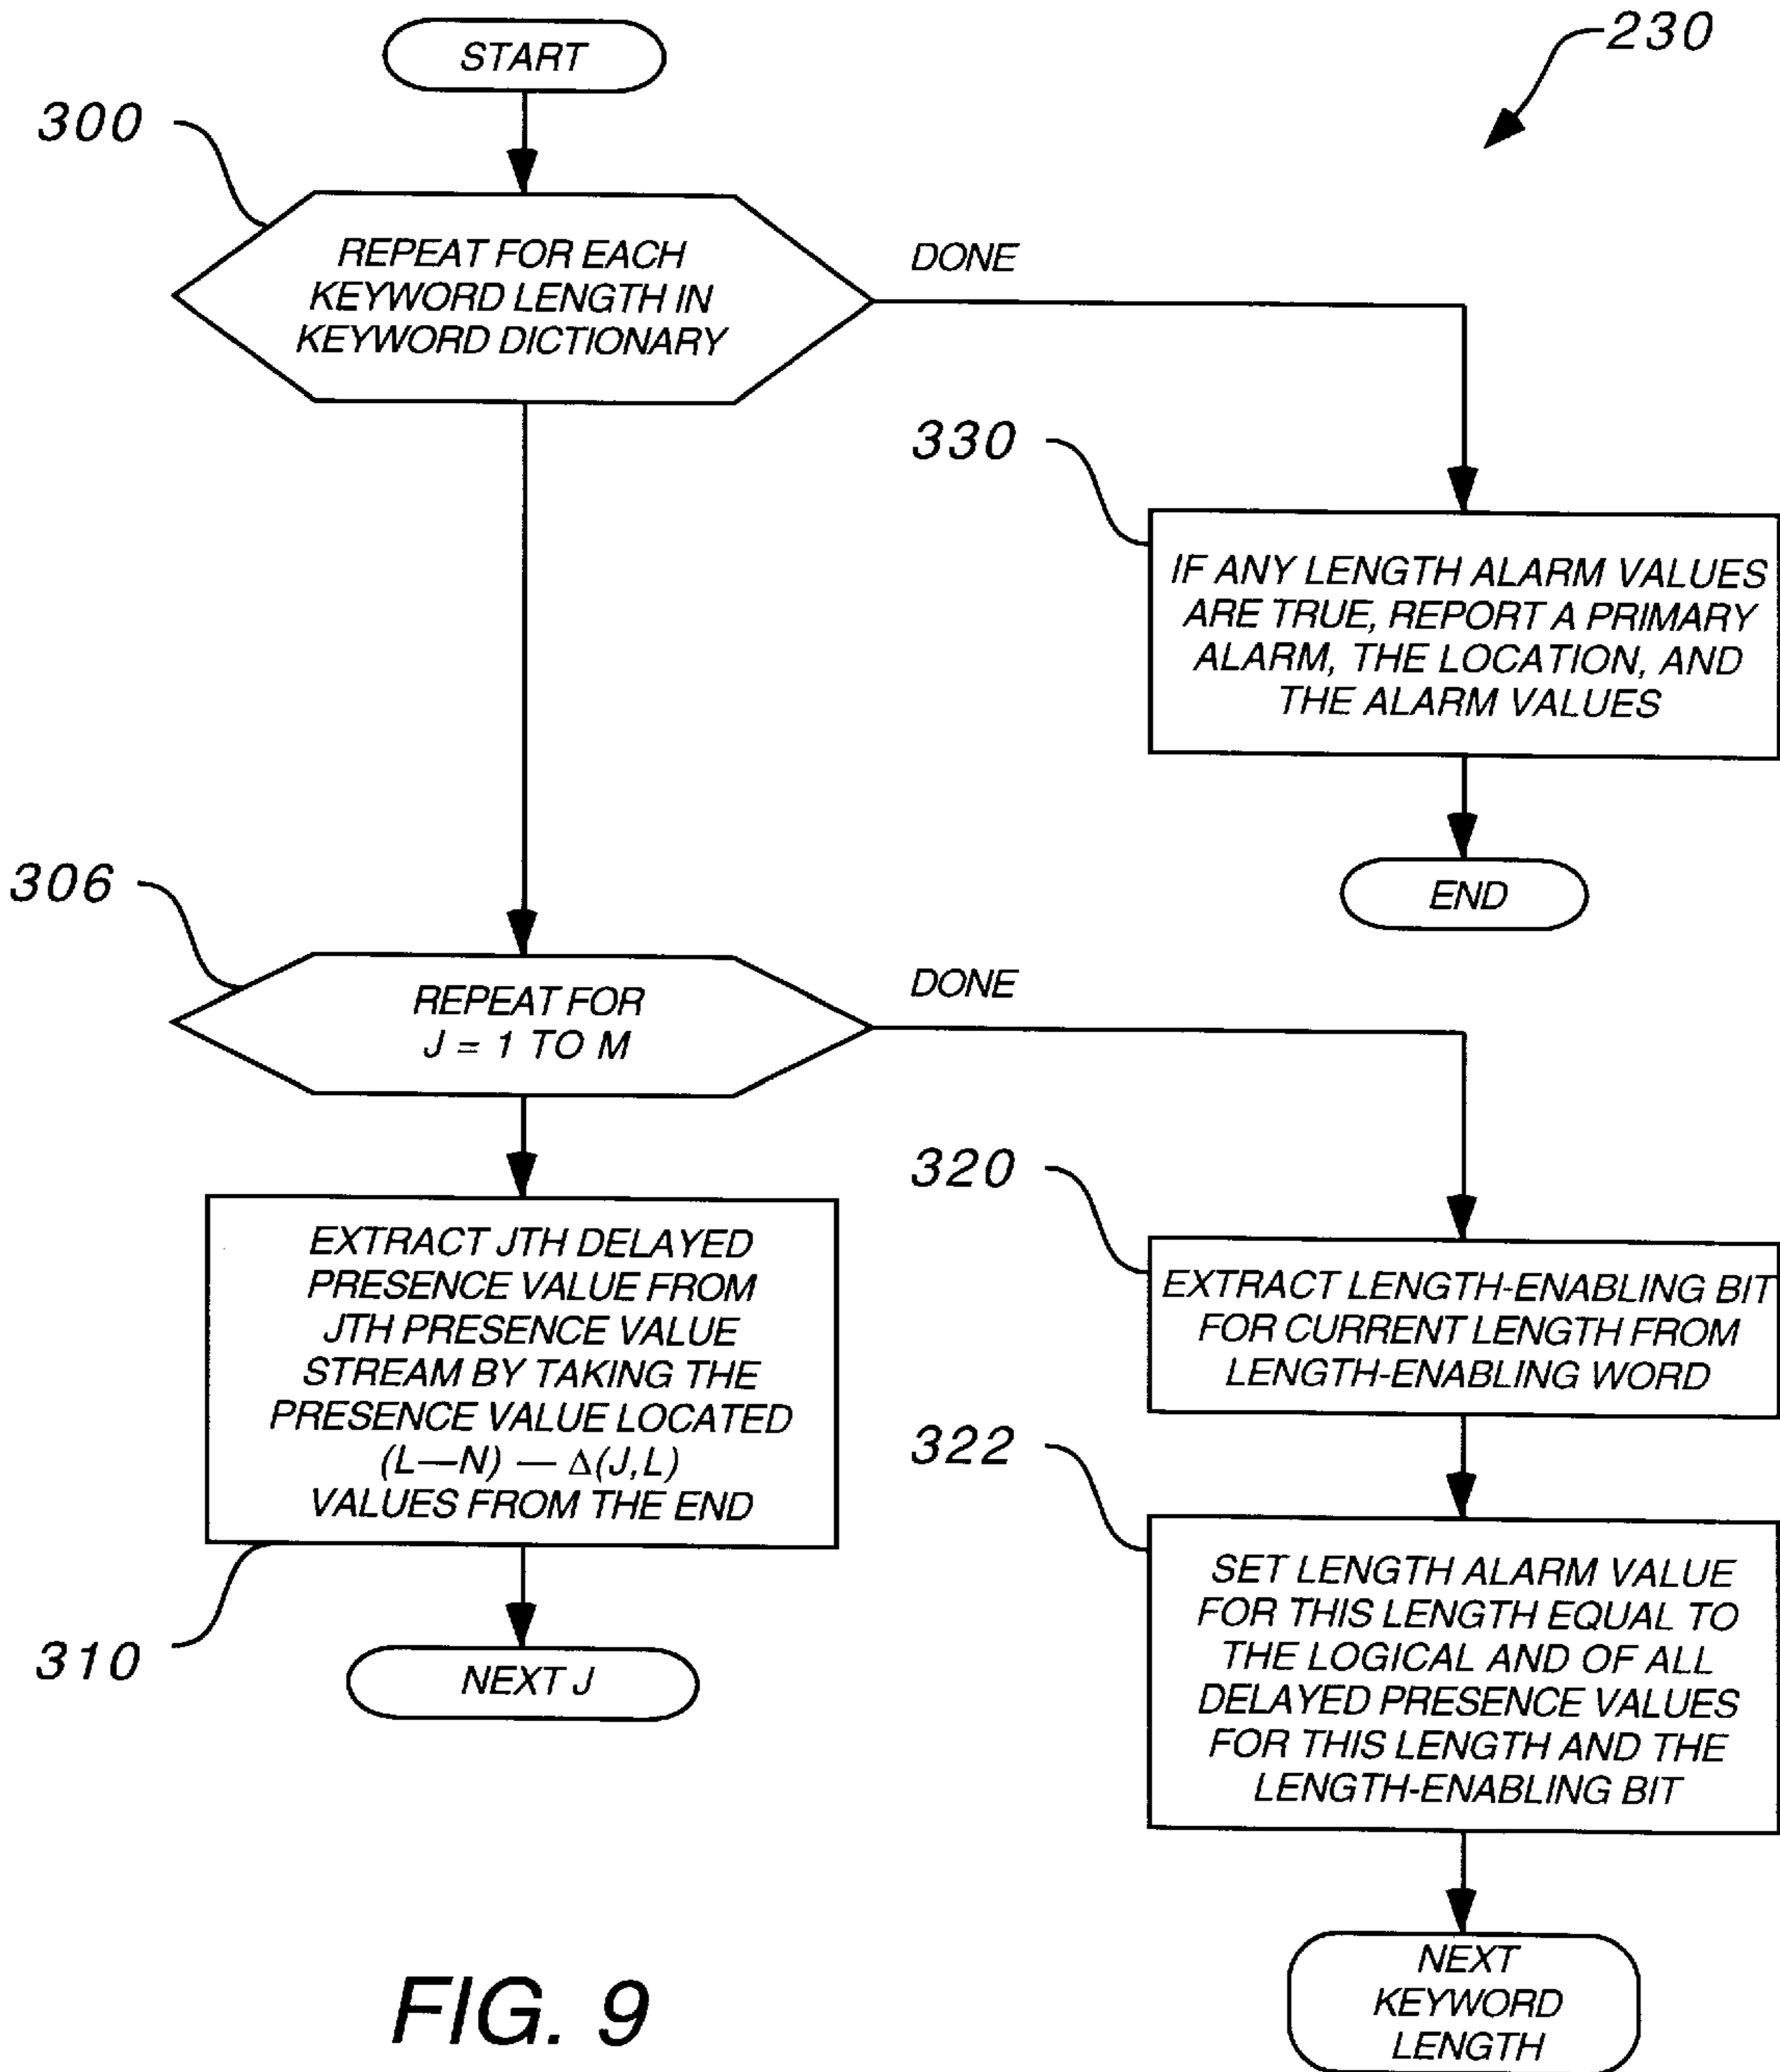 START
230
300
REPEAT FOR EACH
KEYWORD LENGTH IN
KEYWORD DICTIONARY
DONE
330
IF ANY LENGTH ALARM VALUES
ARE TRUE, REPORT A PRIMARY
ALARM, THE LOCATION, AND
THE ALARM VALUES
END
306
REPEAT FOR
J = 1 TO M
DONE
320
EXTRACT LENGTH-ENABLING BIT
FOR CURRENT LENGTH FROM
LENGTH-ENABLING WORD
EXTRACT JTH DELAYED
PRESENCE VALUE FROM
JTH PRESENCE VALUE
STREAM BY TAKING THE
PRESENCE VALUE LOCATED
(L—N) — Δ(J,L)
VALUES FROM THE END
310
NEXT J
322
SET LENGTH ALARM VALUE
FOR THIS LENGTH EQUAL TO
THE LOGICAL AND OF ALL
DELAYED PRESENCE VALUES
FOR THIS LENGTH AND THE
LENGTH-ENABLING BIT
NEXT
KEYWORD
LENGTH
FIG. 9